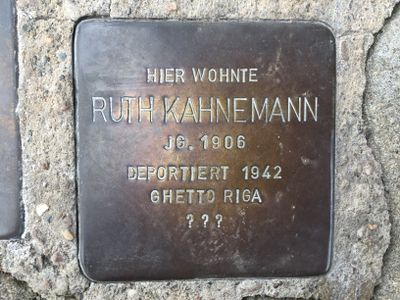 HIER WOHNTE
RUTH KAHNEMANN
JG. 1906
DEPORTIERT 1942
GHETTO RIGA
???